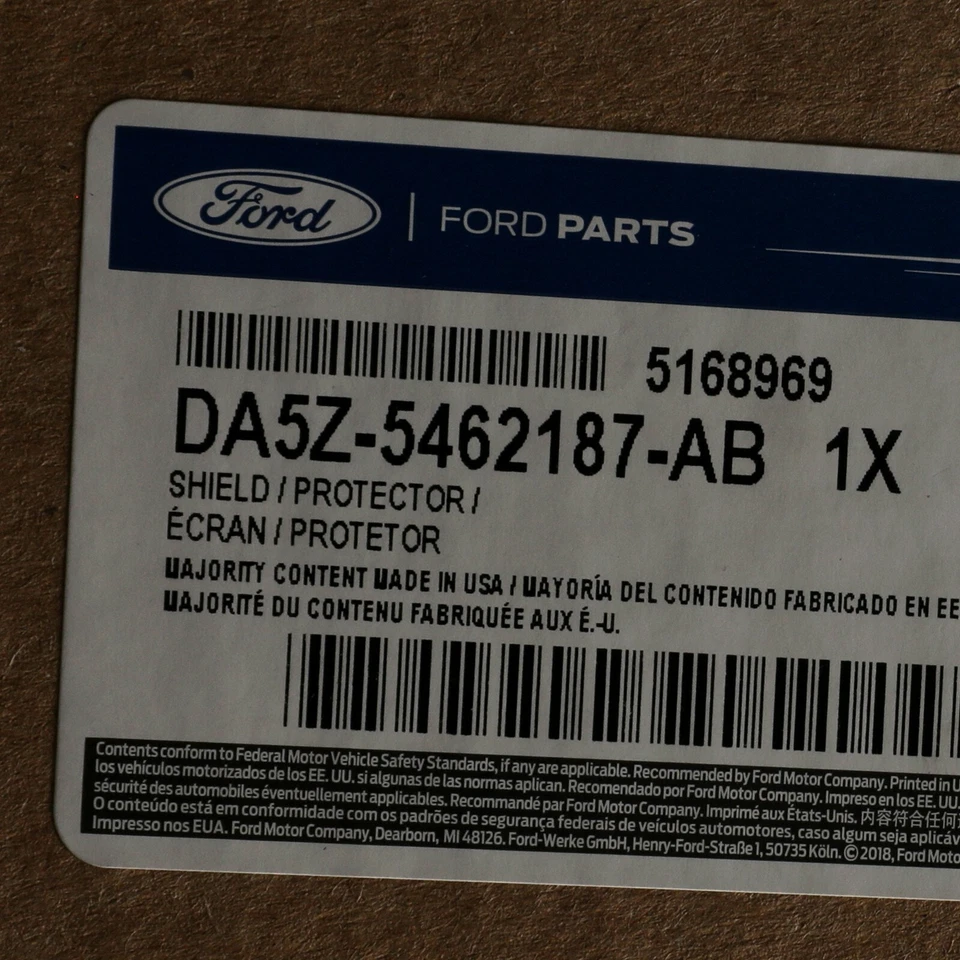 Ford | FORD PARTS
5168969
DA5Z-5462187-AB 1X
SHIELD / PROTECTOR /
ÉCRAN / PROTETOR
MAJORITY CONTENT MADE IN USA / MAYORÍA DEL CONTENIDO FABRICADO EN EE
MAJORITÉ DU CONTENU FABRIQUÉE AUX É.-U.
Contents conform to Federal Motor Vehicle Safety Standards, if any are applicable. Recommended by Ford Motor Company. Printed in U
los vehículos motorizados de los EE. UU. si algunas de las normas aplican. Recomendado por Ford Motor Company. Impreso en los EE. UU.
sécurité des automobiles éventuellement applicables. Recommandé par Ford Motor Company. Imprimé aux États-Unis. 内容符合任何
O conteúdo está em conformidade com os padrões de segurança federais de veículos automotores, caso algum seja aplicáv
Impresso nos EUA. Ford Motor Company, Dearborn, MI 48126. Ford-Werke GmbH, Henry-Ford-Straße 1, 50735 Köln. © 2018, Ford Moto